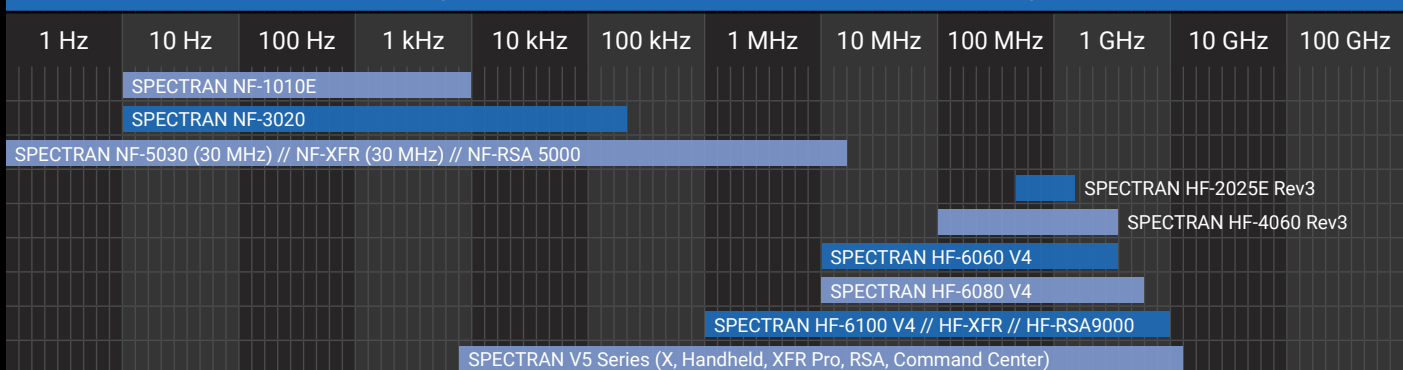 1 Hz 10 Hz 100 Hz 1 kHz 10 kHz 100 kHz 1 MHz 10 MHz 100 MHz 1 GHz 10 GHz 100 GHz
SPECTRAN NF-1010E
SPECTRAN NF-3020
SPECTRAN NF-5030 (30 MHz) // NF-XFR (30 MHz) // NF-RSA 5000
SPECTRAN HF-2025E Rev3
SPECTRAN HF-4060 Rev3
SPECTRAN HF-6060 V4
SPECTRAN HF-6080 V4
SPECTRAN HF-6100 V4 // HF-XFR // HF-RSA9000
SPECTRAN V5 Series (X, Handheld, XFR Pro, RSA, Command Center)